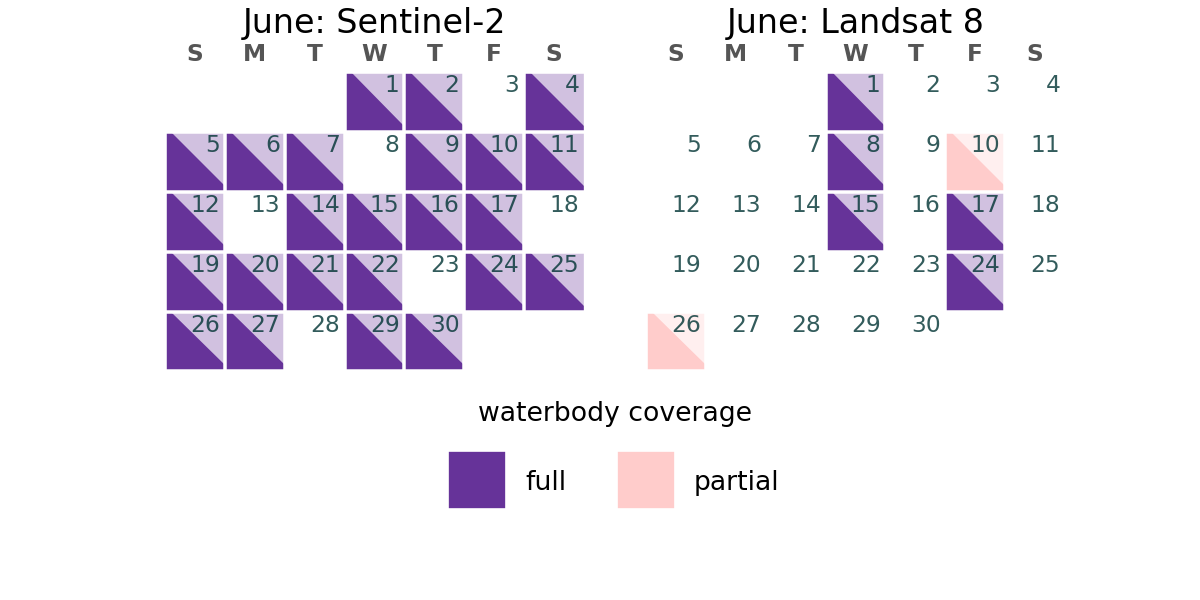 June: Sentinel-2
S M T W T F S
1 2 3 4
5 6 7 8 9 10 11
12 13 14 15 16 17 18
19 20 21 22 23 24 25
26 27 28 29 30
June: Landsat 8
S M T W T F S
1 2 3 4
5 6 7 8 9 10 11
12 13 14 15 16 17 18
19 20 21 22 23 24 25
26 27 28 29 30
waterbody coverage
full partial